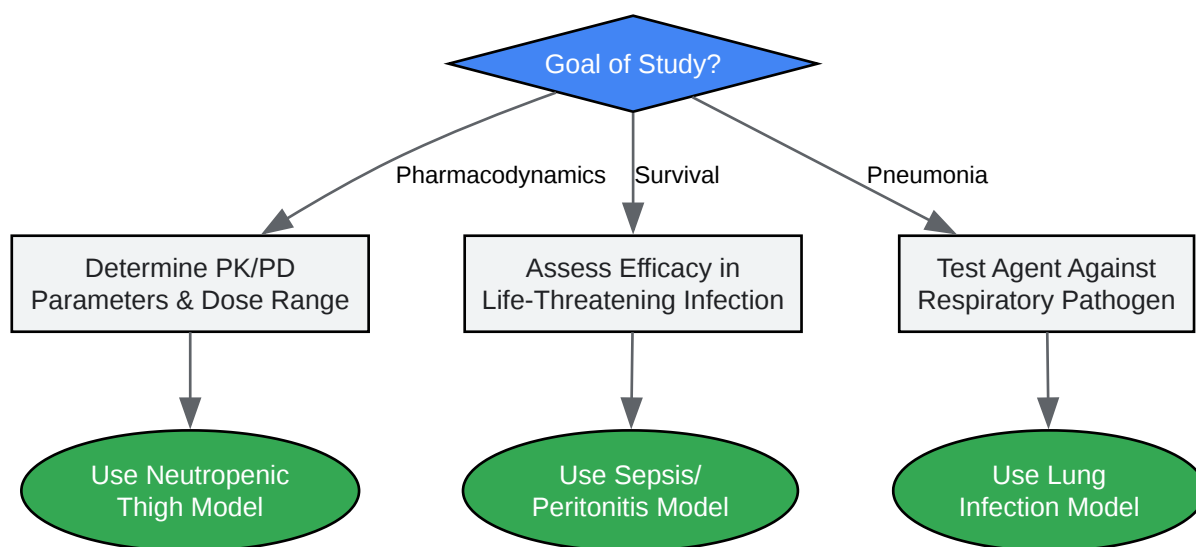 Goal of Study?
Pharmacodynamics
Survival
Pneumonia
Determine PK/PD
Parameters & Dose Range
Assess Efficacy in
Life-Threatening Infection
Test Agent Against
Respiratory Pathogen
Use Neutropenic
Thigh Model
Use Sepsis/
Peritonitis Model
Use Lung
Infection Model